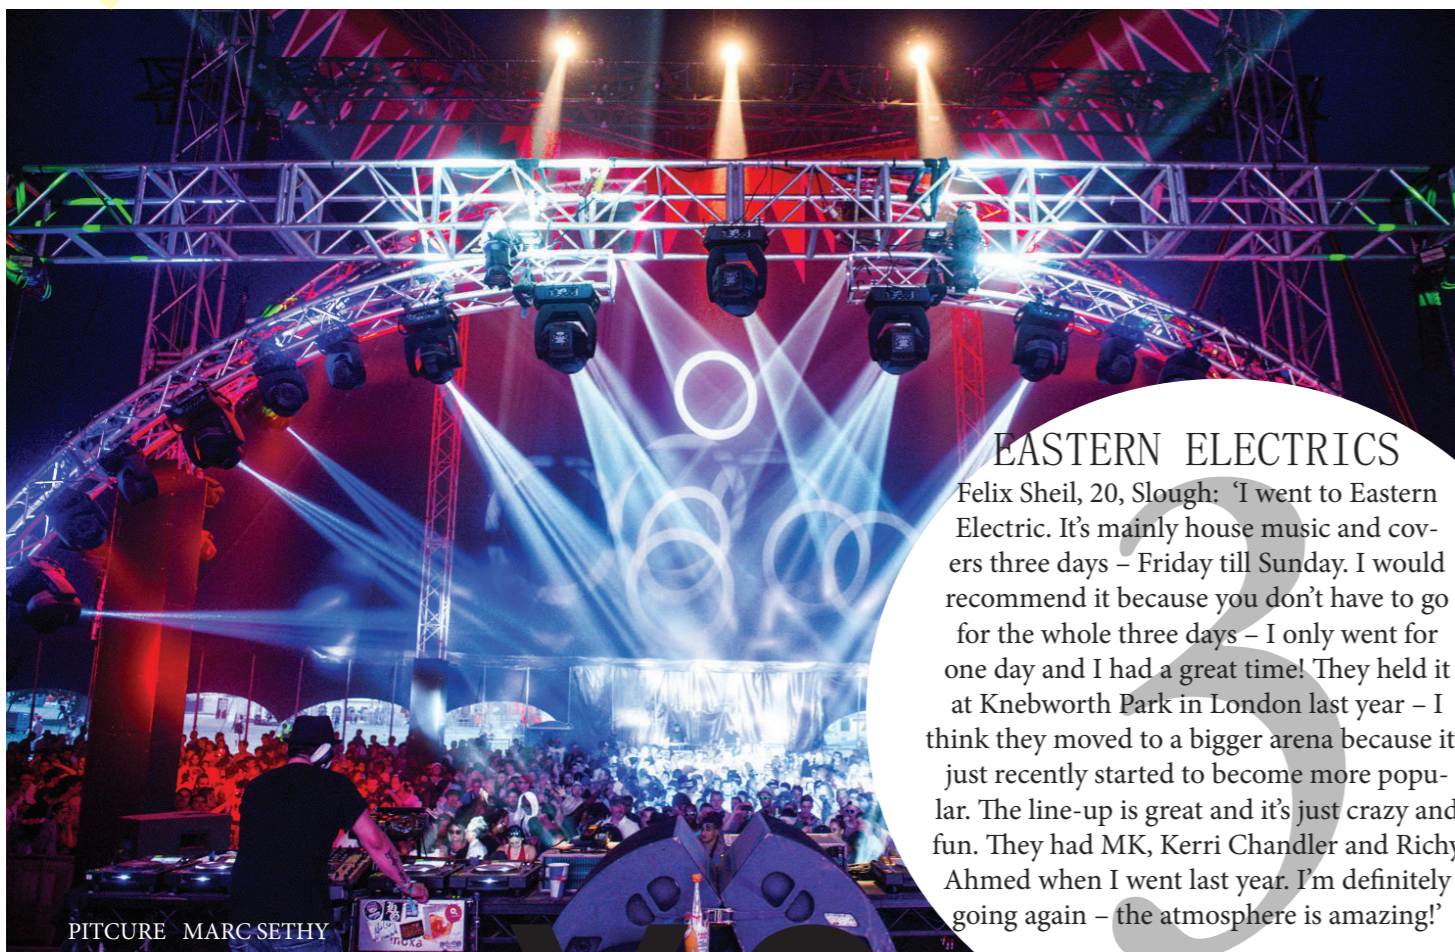 EASTERN ELECTRICS
Felix Sheil, 20, Slough:  ‘I went to Eastern
Electric. It’s mainly house music and cov-
ers three days – Friday till Sunday. I would
recommend it because you don’t have to go
for the whole three days – I only went for
one day and I had a great time! They held it
at Knebworth Park in London last year – I
think they moved to a bigger arena because it
just recently started to become more popu-
lar. The line-up is great and it’s just crazy and
fun. They had MK, Kerri Chandler and Richy
Ahmed when I went last year. I’m definitely
going again – the atmosphere is amazing!’
3
PITCURE   MARC SETHY